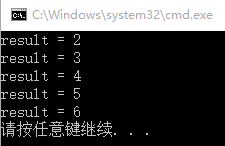 C:\Windows\system32\cmd.exe
result = 2
result = 3
result = 4
result = 5
result = 6
请按任意键继续. . .